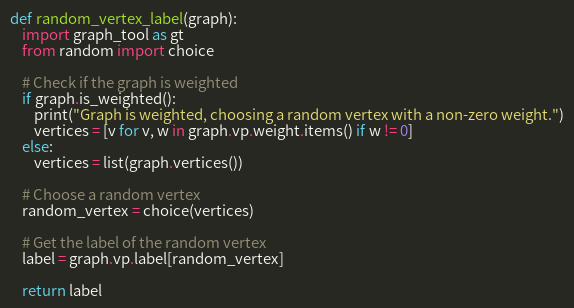 def random_vertex_label(graph):
    import graph_tool as gt
    from random import choice

    # Check if the graph is weighted
    if graph.is_weighted():
        print("Graph is weighted, choosing a random vertex with a non-zero weight.")
        vertices = [v for v, w in graph.vp.weight.items() if w != 0]
    else:
        vertices = list(graph.vertices())

    # Choose a random vertex
    random_vertex = choice(vertices)

    # Get the label of the random vertex
    label = graph.vp.label[random_vertex]

    return label